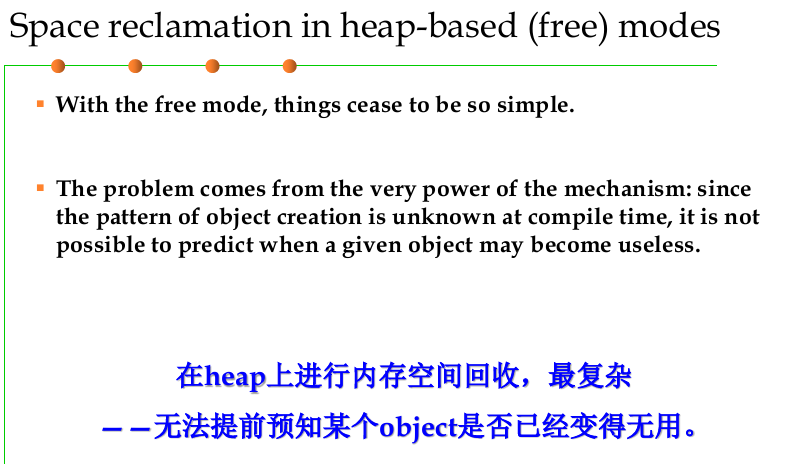 Space reclamation in heap-based (free) modes
With the free mode, things cease to be so simple.
The problem comes from the very power of the mechanism: since
the pattern of object creation is unknown at compile time, it is not
possible to predict when a given object may become useless.
在heap上进行内存空间回收，最复杂
——无法提前预知某个object是否已经变得无用。